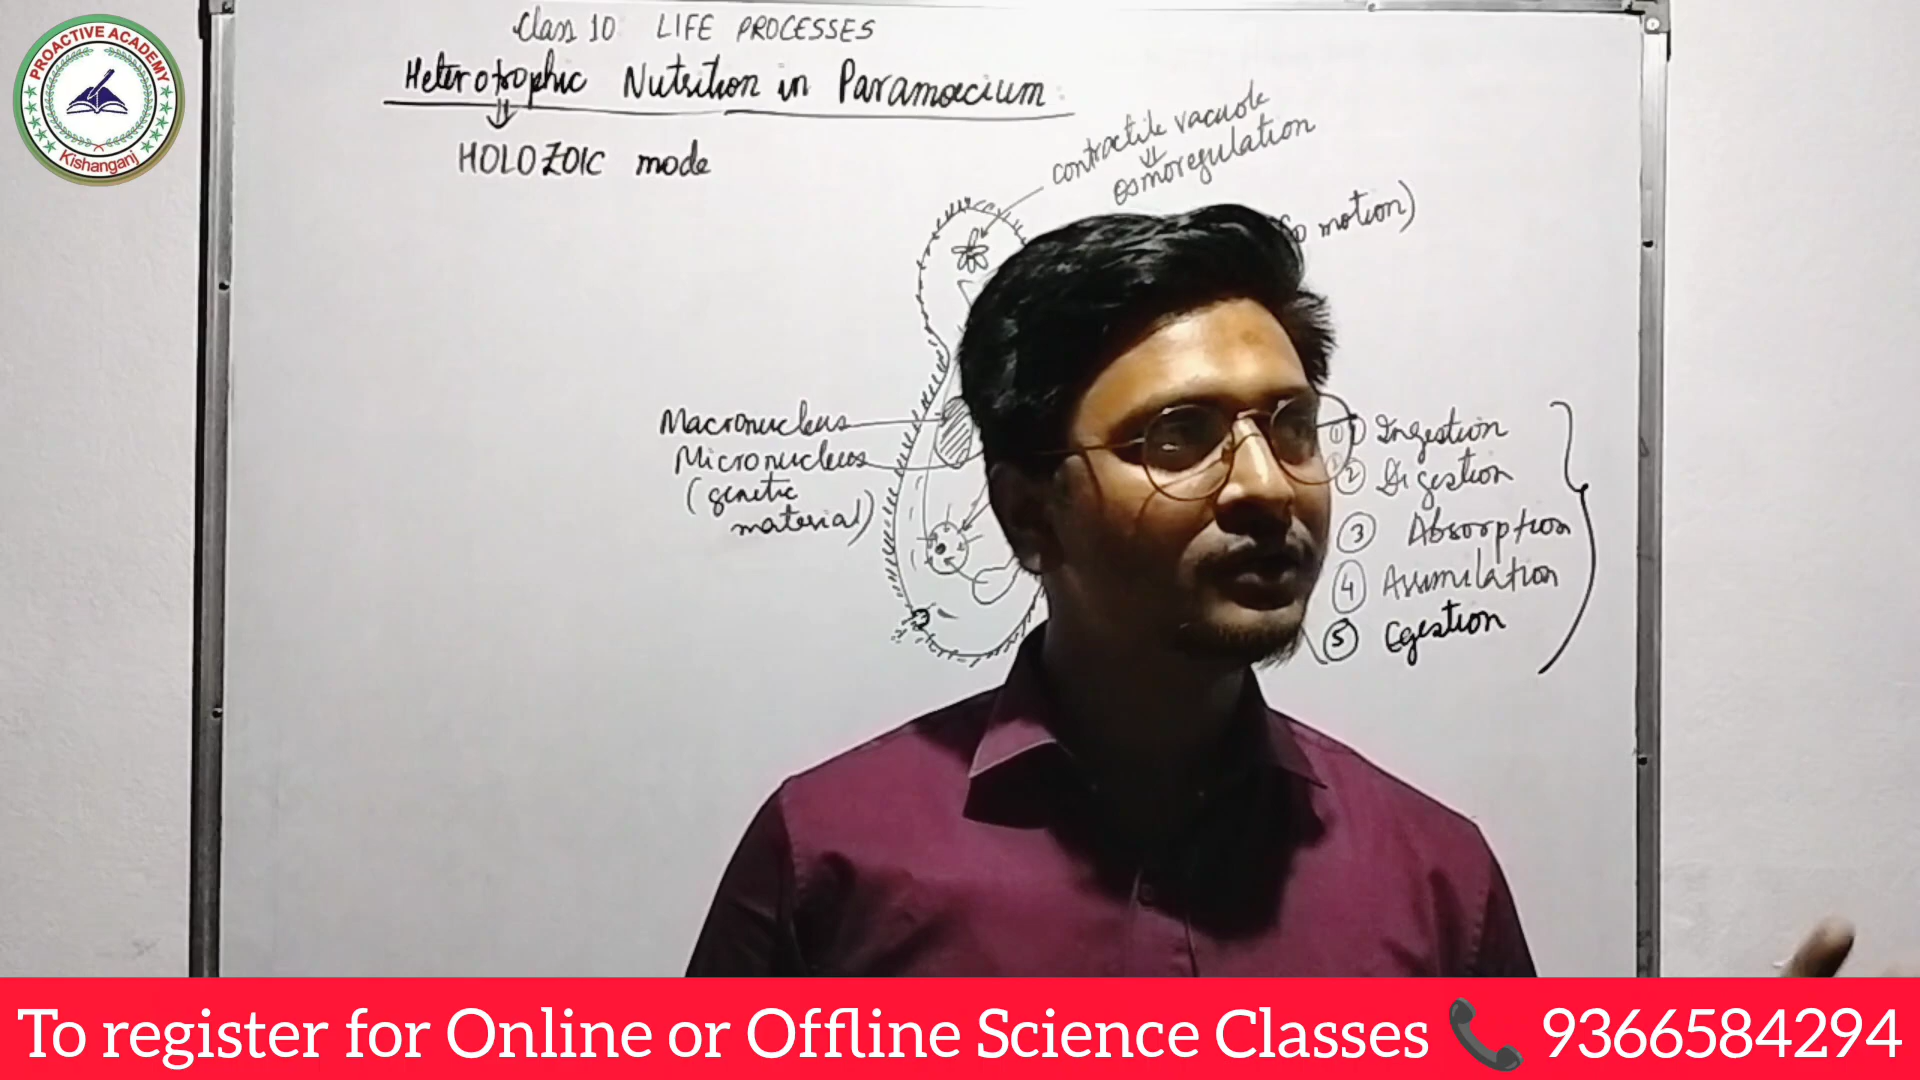 PROACTIVE ACADEMY
Kishanganj
Class 10 LIFE PROCESSES
Heterotrophic Nutrition in Paramoecium
HOLOZOIC mode
contractile vacuole
osmoregulation
motion)
Macronucleus
Micronucleus
(genetic
material)
① Ingestion
② Digestion
③ Absorption
④ Assimilation
⑤ Egestion
To register for Online or Offline Science Classes 📞 9366584294